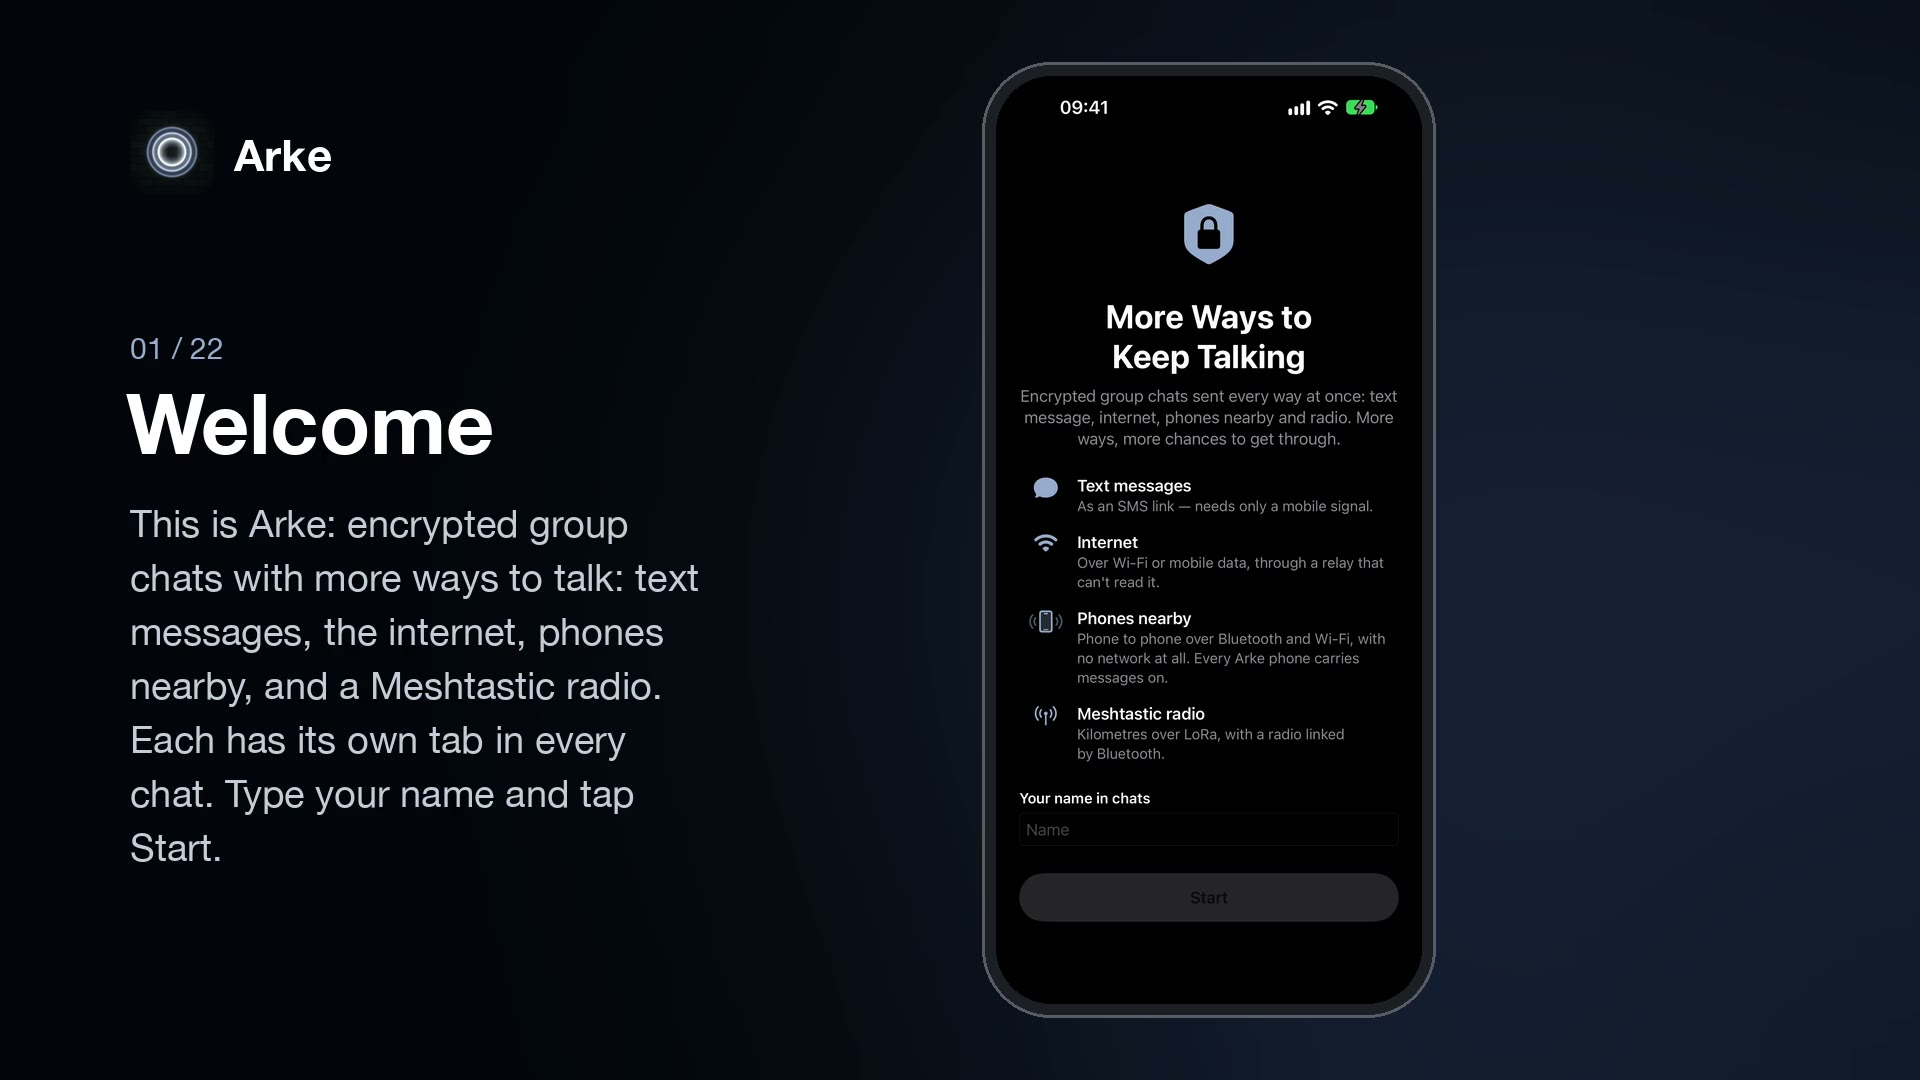 Arke
01 / 22
Welcome
This is Arke: encrypted group
chats with more ways to talk: text
messages, the internet, phones
nearby, and a Meshtastic radio.
Each has its own tab in every
chat. Type your name and tap
Start.
09:41
More Ways to
Keep Talking
Encrypted group chats sent every way at once: text
message, internet, phones nearby and radio. More
ways, more chances to get through.
Text messages
As an SMS link — needs only a mobile signal.
Internet
Over Wi-Fi or mobile data, through a relay that
can't read it.
Phones nearby
Phone to phone over Bluetooth and Wi-Fi, with
no network at all. Every Arke phone carries
messages on.
Meshtastic radio
Kilometres over LoRa, with a radio linked
by Bluetooth.
Your name in chats
Name
Start